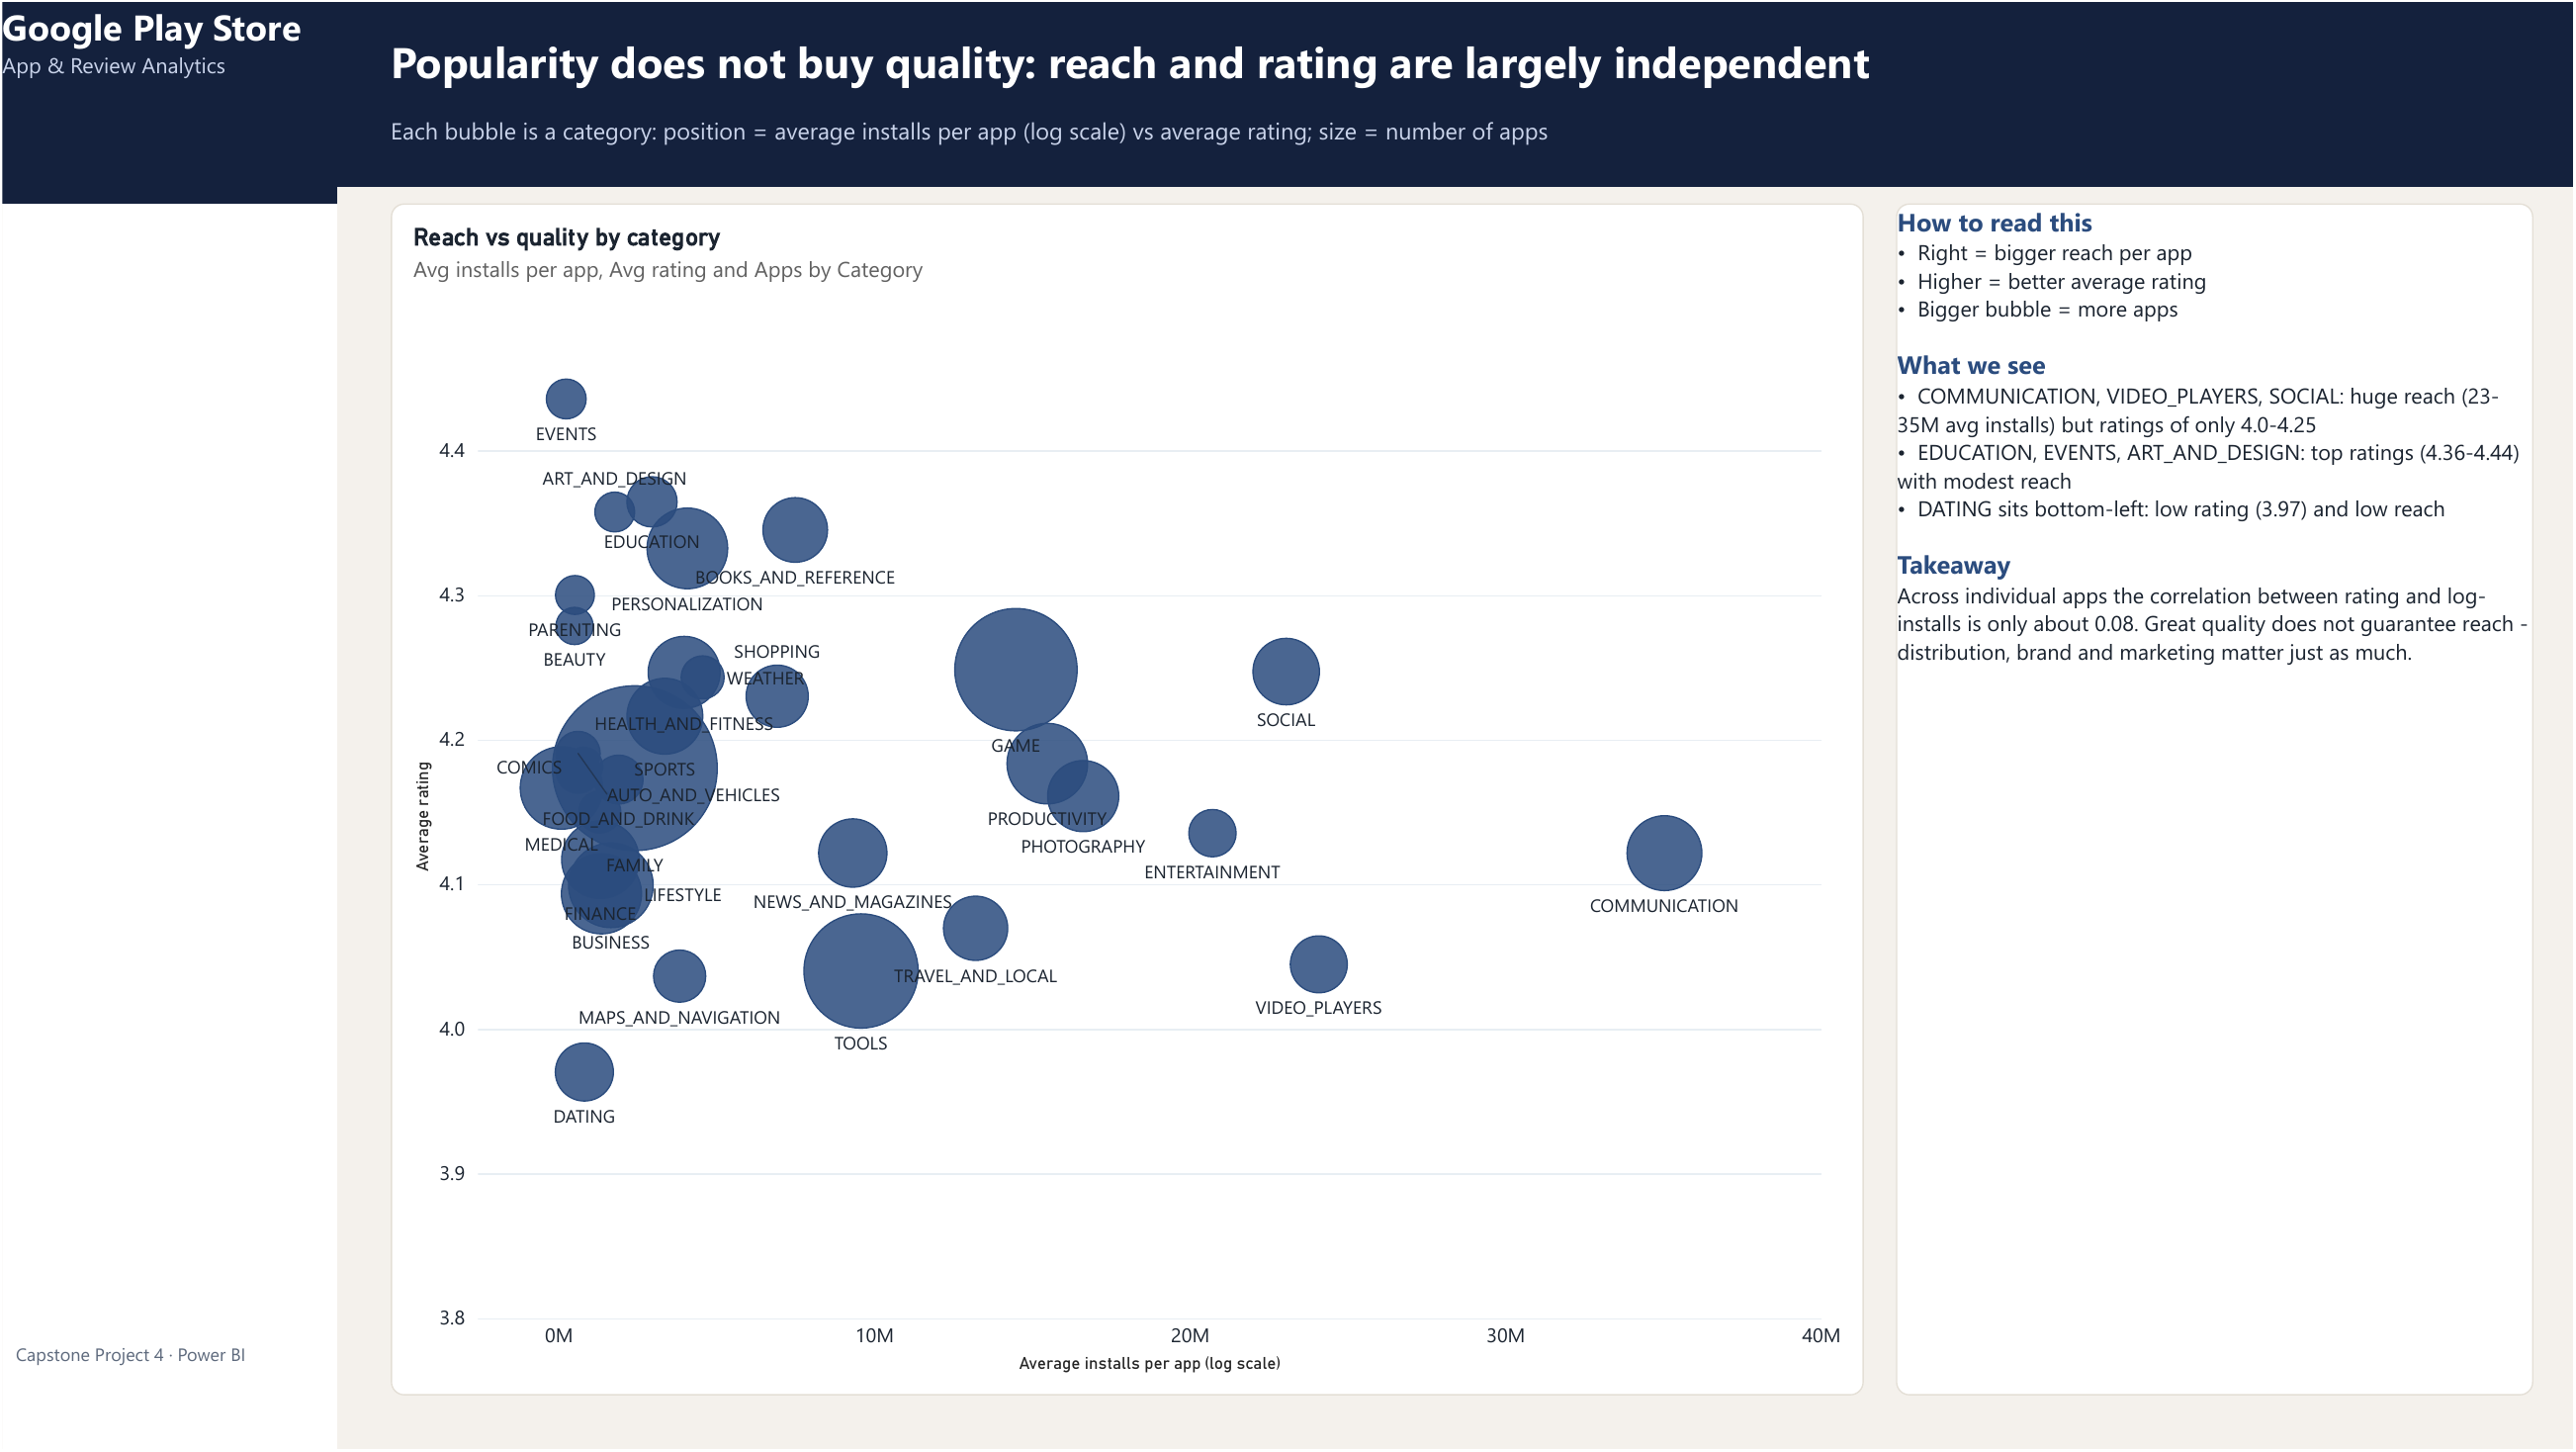 Google Play Store
App & Review Analytics
Popularity does not buy quality: reach and rating are largely independent
Each bubble is a category: position = average installs per app (log scale) vs average rating; size = number of apps
Reach vs quality by category
Avg installs per app, Avg rating and Apps by Category
EVENTS
4.4
ART_AND_DESIGN
EDUCATION
BOOKS_AND_REFERENCE
4.3
PERSONALIZATION
PARENTING
BEAUTY
SHOPPING
WEATHER
HEALTH_AND_FITNESS
SOCIAL
4.2
GAME
COMICS
SPORTS
AUTO_AND_VEHICLES
FOOD_AND_DRINK
PRODUCTIVITY
MEDICAL
PHOTOGRAPHY
FAMILY
ENTERTAINMENT
4.1
LIFESTYLE
NEWS_AND_MAGAZINES
COMMUNICATION
FINANCE
BUSINESS
TRAVEL_AND_LOCAL
MAPS_AND_NAVIGATION
VIDEO_PLAYERS
4.0
TOOLS
DATING
3.9
3.8
Average rating
0M
10M
20M
30M
40M
Average installs per app (log scale)
How to read this
• Right = bigger reach per app
• Higher = better average rating
• Bigger bubble = more apps
What we see
• COMMUNICATION, VIDEO_PLAYERS, SOCIAL: huge reach (23-
35M avg installs) but ratings of only 4.0-4.25
• EDUCATION, EVENTS, ART_AND_DESIGN: top ratings (4.36-4.44)
with modest reach
• DATING sits bottom-left: low rating (3.97) and low reach
Takeaway
Across individual apps the correlation between rating and log-
installs is only about 0.08. Great quality does not guarantee reach -
distribution, brand and marketing matter just as much.
Capstone Project 4 · Power BI